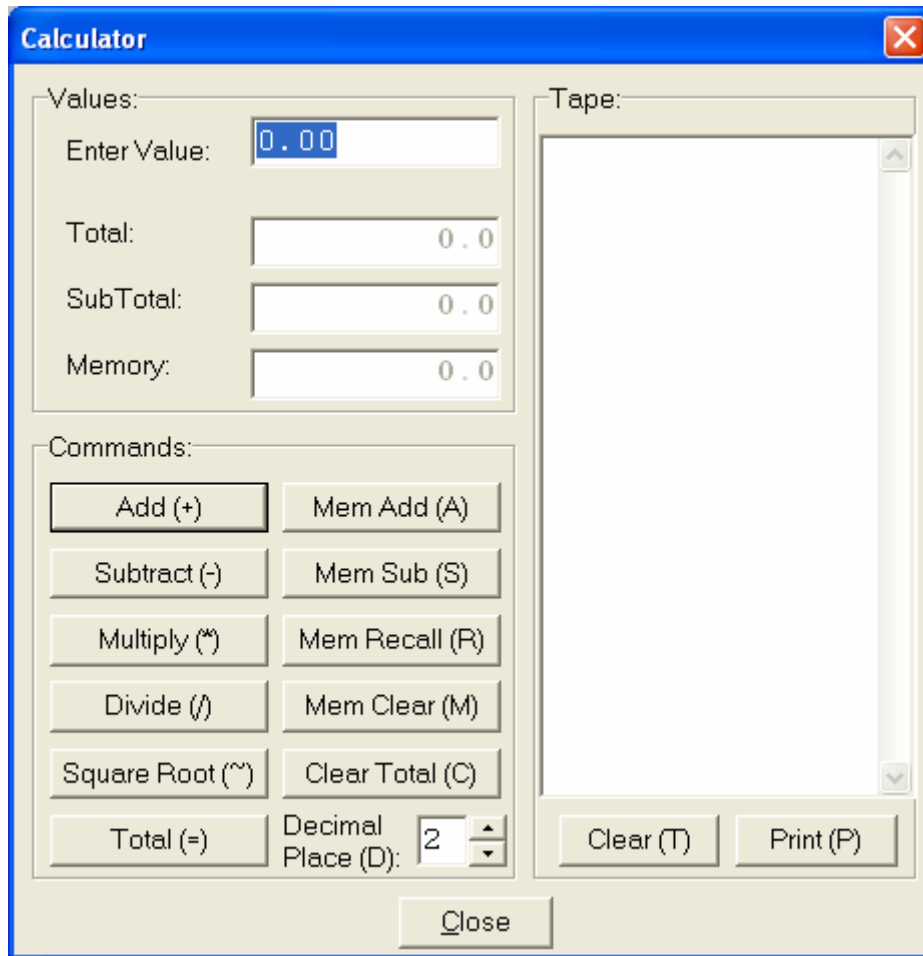 Calculator
Values:
Enter Value: 0.00
Total: 0.0
SubTotal: 0.0
Memory: 0.0
Commands:
Add (+) Mem Add (A)
Subtract (-) Mem Sub (S)
Multiply (*) Mem Recall (R)
Divide (/) Mem Clear (M)
Square Root (~) Clear Total (C)
Total (=) Decimal
Place (D): 2
Tape:
Clear (T) Print (P)
Close